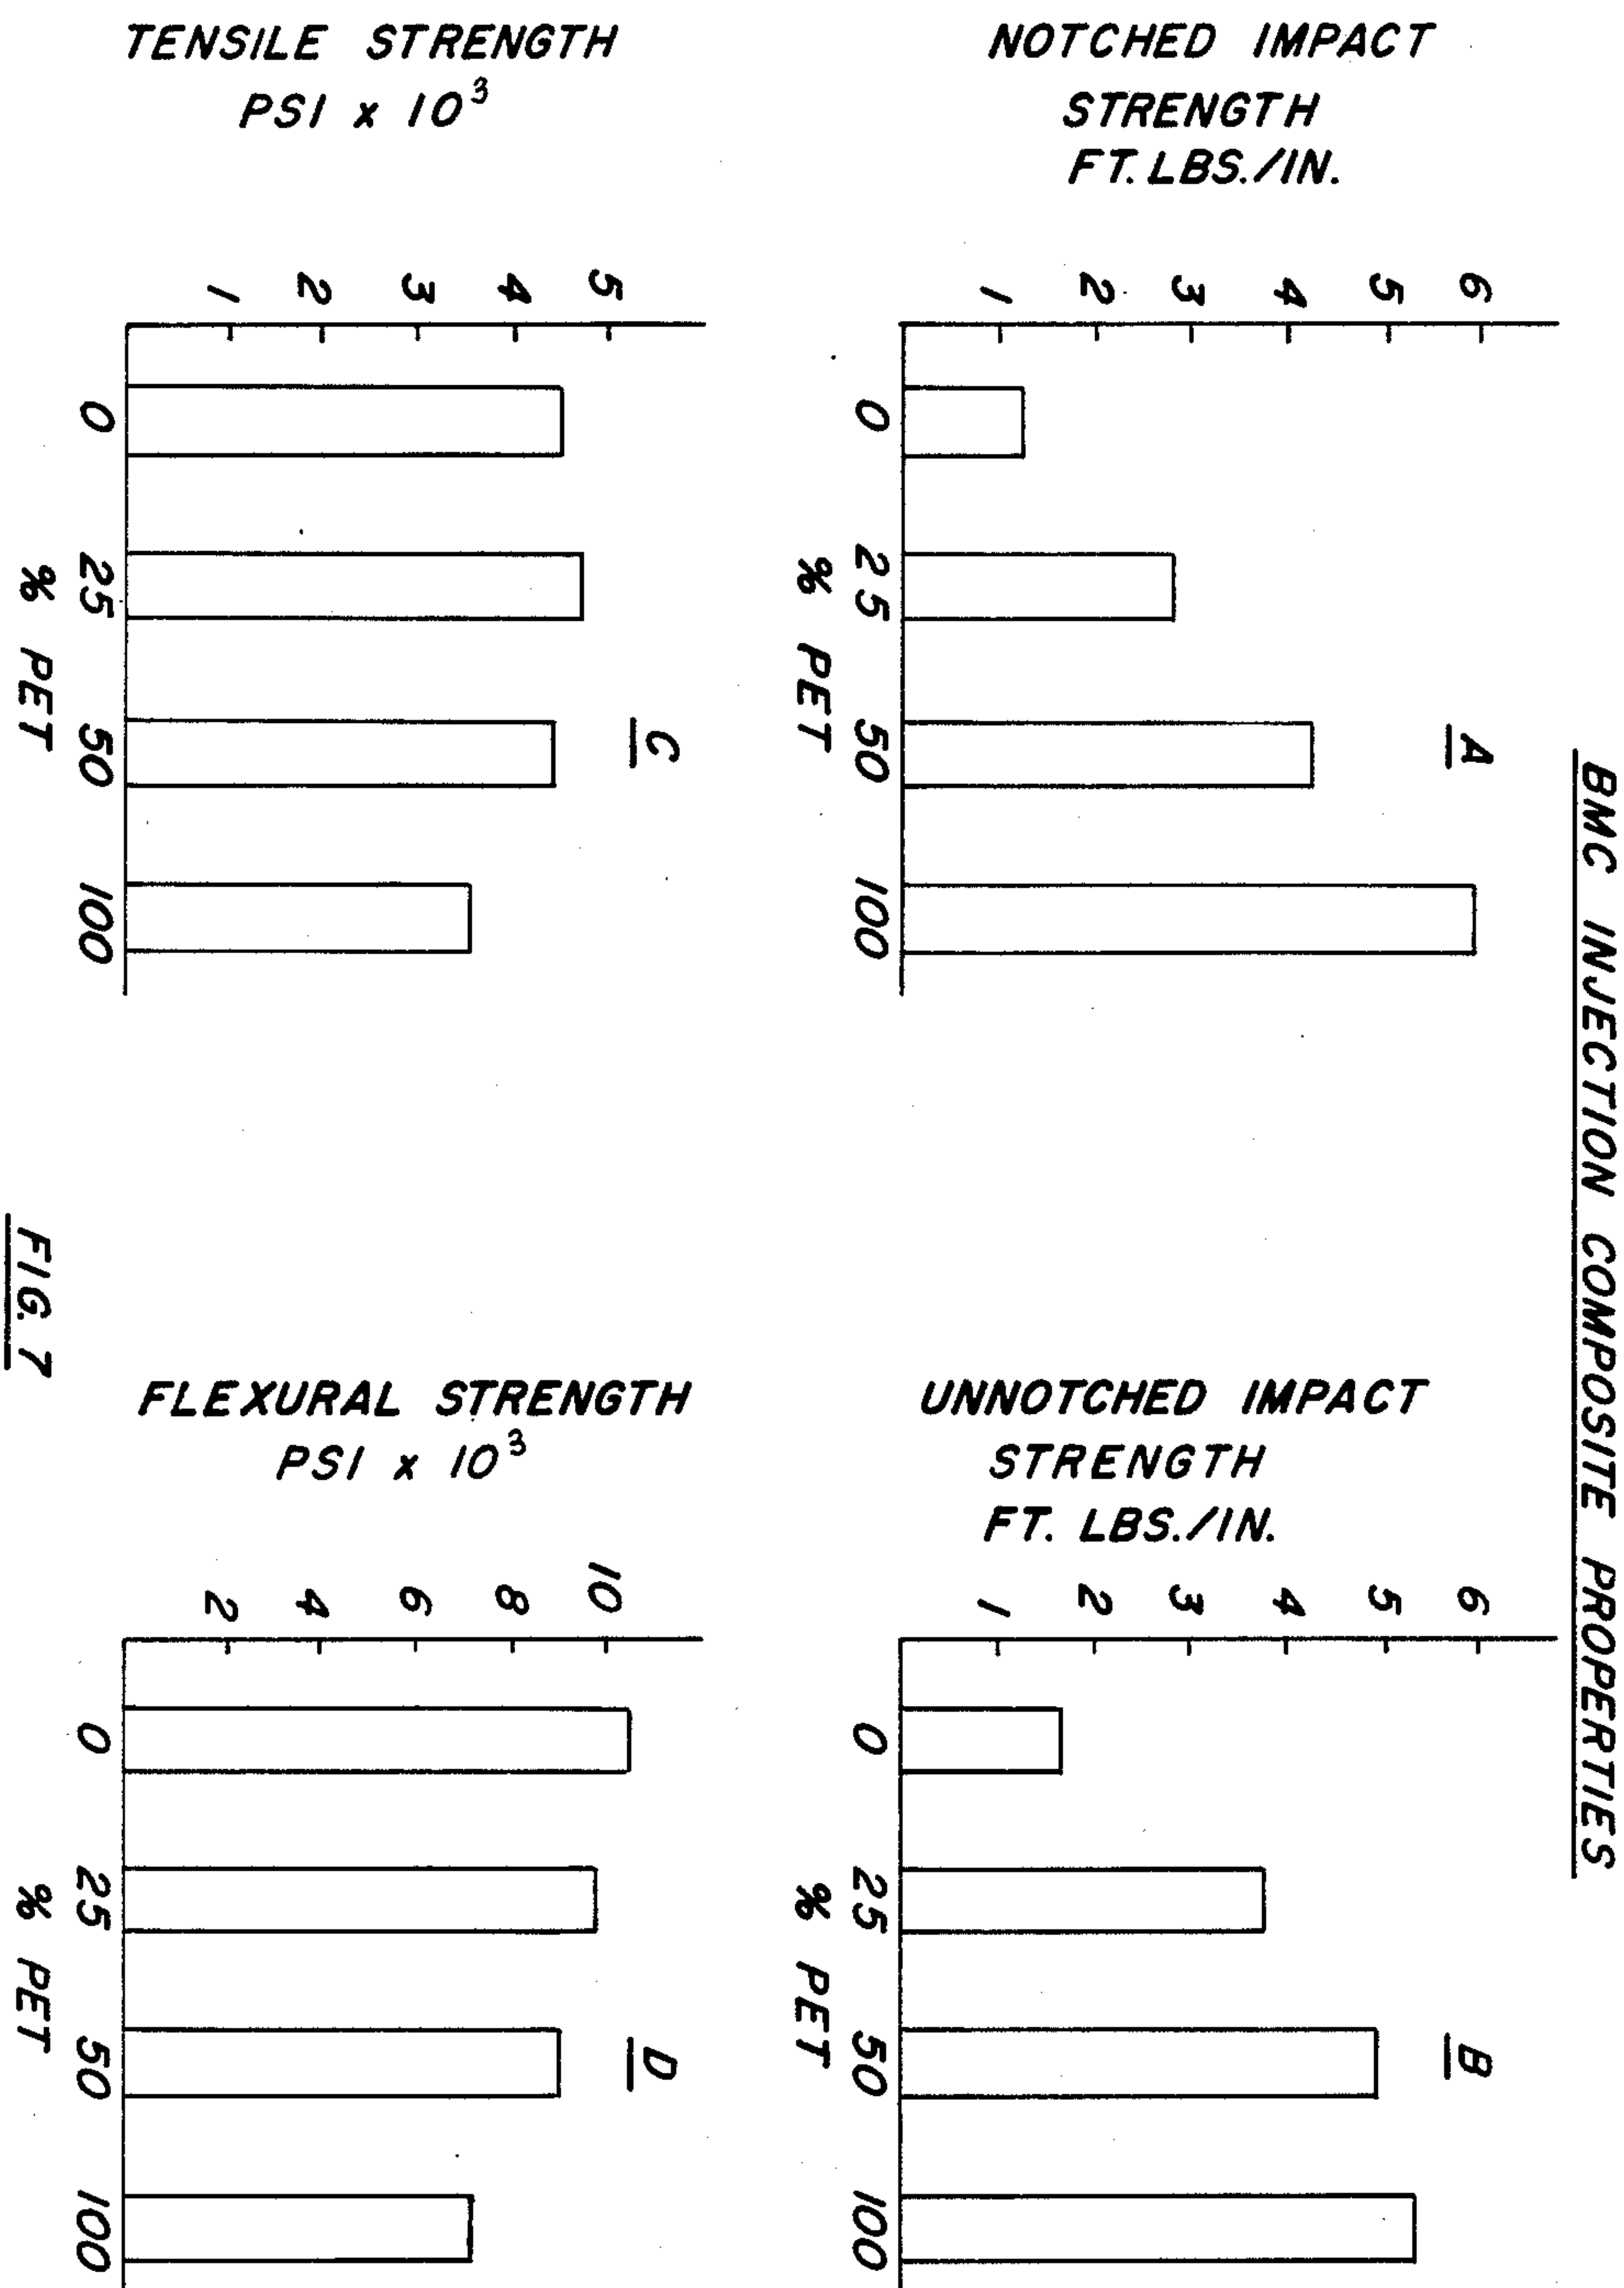 BMC INJECTION COMPOSITE PROPERTIES
NOTCHED IMPACT
STRENGTH
FT. LBS./IN.
A
6
5
4
3
2
1
0 25 50 100
% PET
UNNOTCHED IMPACT
STRENGTH
FT. LBS./IN.
B
6
5
4
3
2
1
0 25 50 100
% PET
TENSILE STRENGTH
PSI x 10³
C
5
4
3
2
1
0 25 50 100
% PET
FLEXURAL STRENGTH
PSI x 10³
D
10
8
6
4
2
0 25 50 100
% PET
FIG. 7